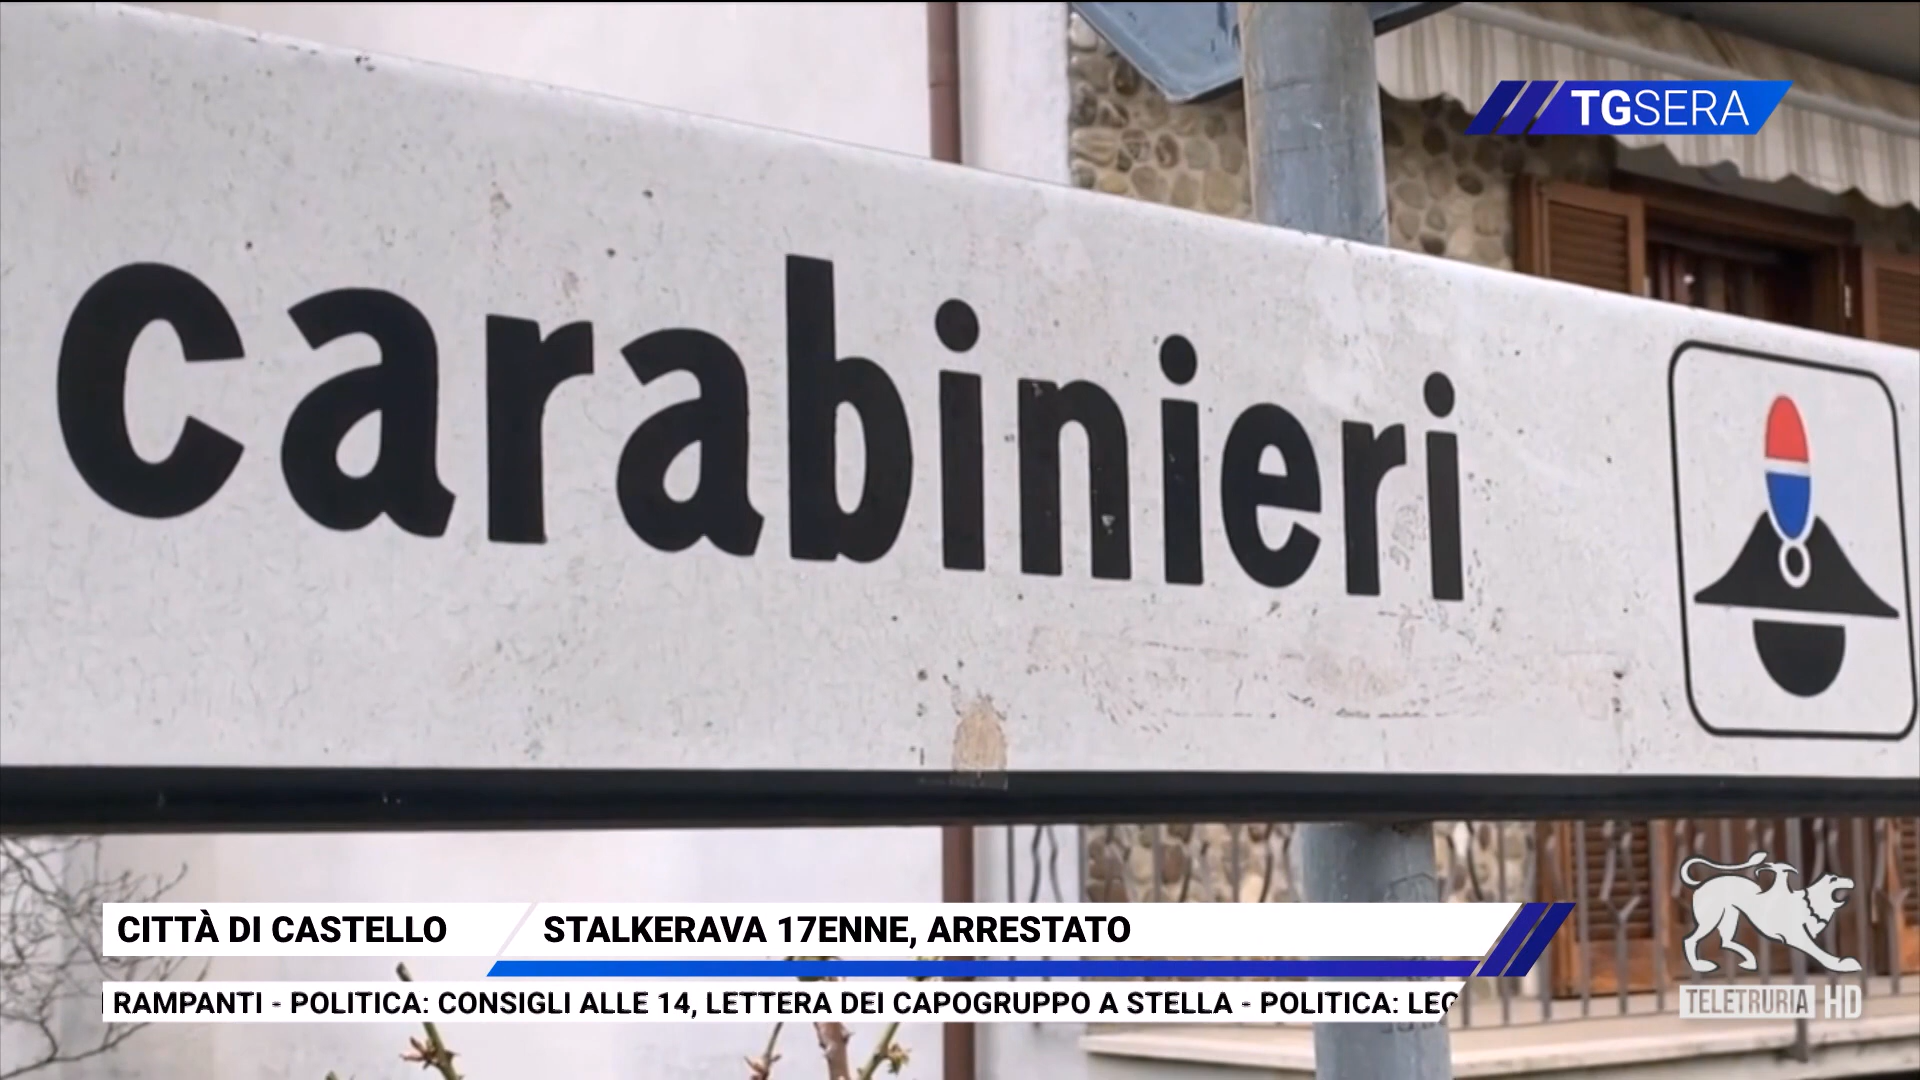 TGSERA
carabinieri
CITTÀ DI CASTELLO
STALKERAVA 17ENNE, ARRESTATO
RAMPANTI - POLITICA: CONSIGLI ALLE 14, LETTERA DEI CAPOGRUPPO A STELLA - POLITICA:
TELETRURIA HD